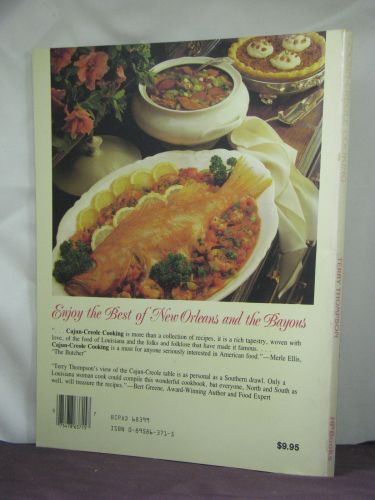 Enjoy the Best of New Orleans and the Bayous
". . . Cajun-Creole Cooking is more than a collection of recipes, it is a rich tapestry, woven with
love, of the food of Louisiana and the folks and folklore that have made it famous. . . .
Cajun-Creole Cooking is a must for anyone seriously interested in American food."—Merle Ellis,
"The Butcher"
"Terry Thompson's view of the Cajun-Creole table is as personal as a Southern drawl. Only a
Louisiana woman cook could compile this wonderful cookbook, but everyone, North and South as
well, will treasure the recipes."—Bert Greene, Award-Winning Author and Food Expert
BIPAD 68399
ISBN 0-89586-371-3
$9.95
TERRY THOMPSON
HPBooks